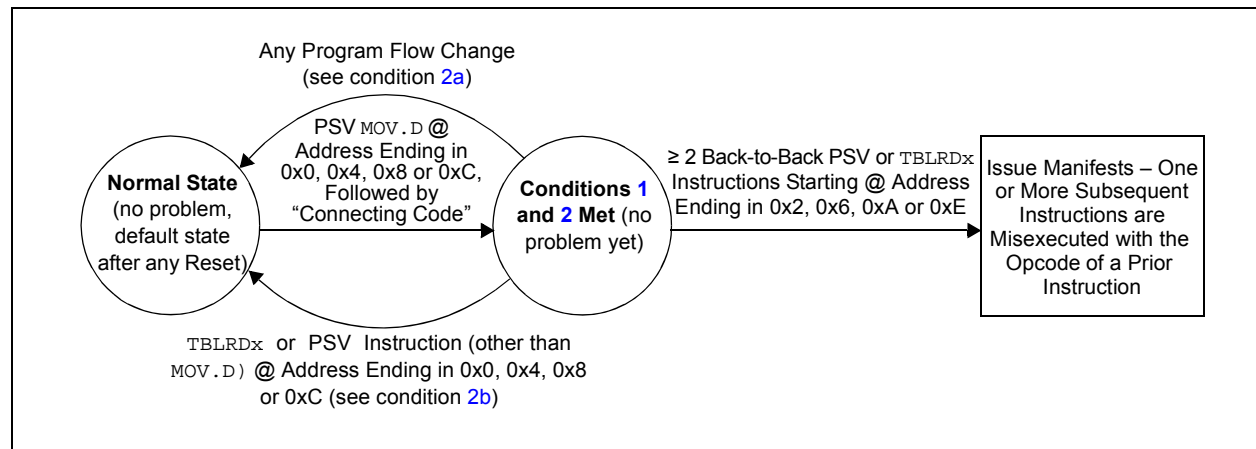 Any Program Flow Change
(see condition 2a)
PSV MOV.D @
Address Ending in
0x0, 0x4, 0x8 or 0xC,
Followed by
“Connecting Code”
Normal State
(no problem,
default state
after any Reset)
Conditions 1
and 2 Met (no
problem yet)
≥ 2 Back-to-Back PSV or TBLRDx
Instructions Starting @ Address
Ending in 0x2, 0x6, 0xA or 0xE
Issue Manifests – One
or More Subsequent
Instructions are
Misexecuted with the
Opcode of a Prior
Instruction
TBLRDx or PSV Instruction (other than
MOV.D) @ Address Ending in 0x0, 0x4, 0x8
or 0xC (see condition 2b)